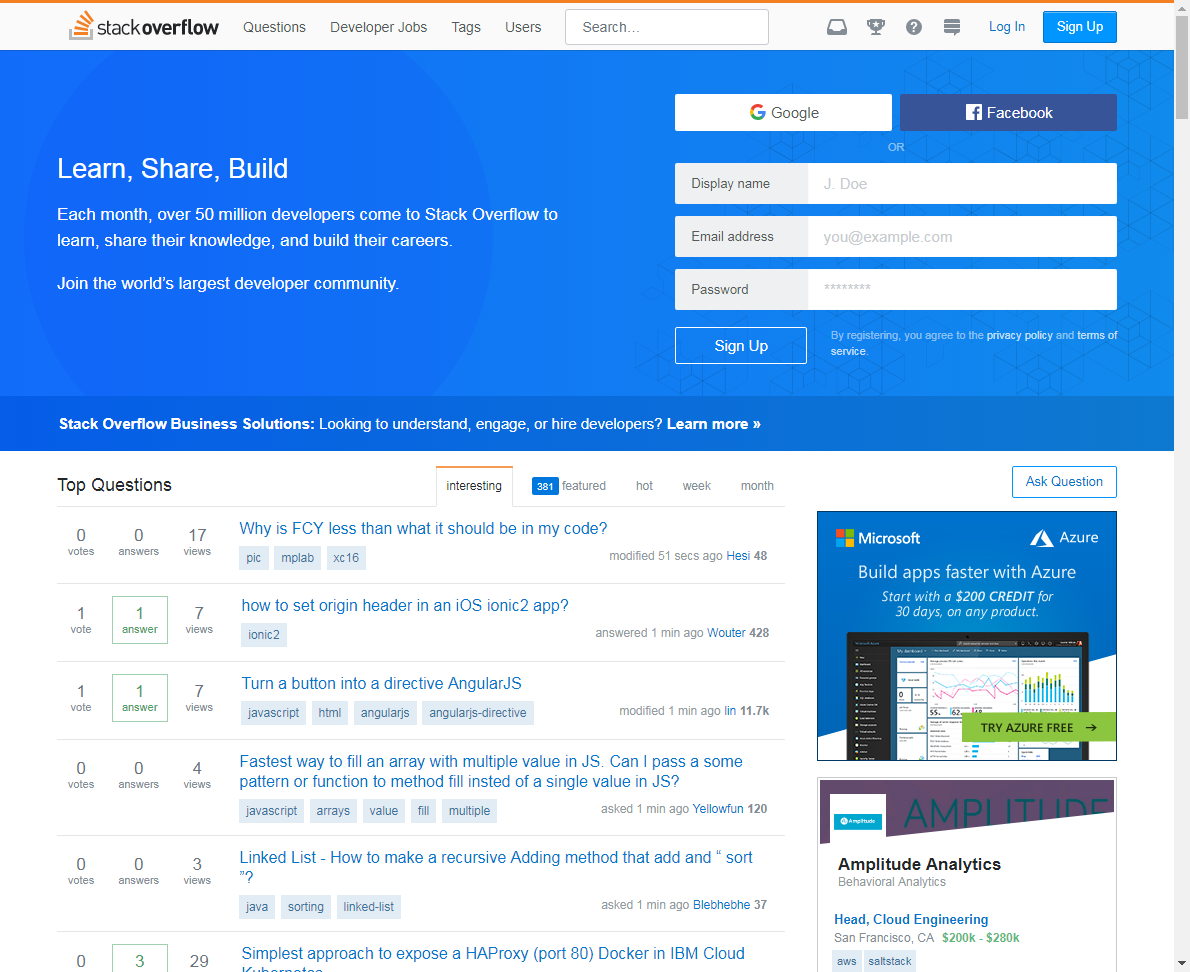 stackoverflow Questions Developer Jobs Tags Users Search... Log In Sign Up
Google Facebook
OR
Learn, Share, Build
Each month, over 50 million developers come to Stack Overflow to
learn, share their knowledge, and build their careers.
Join the world’s largest developer community.
Display name J. Doe
Email address you@example.com
Password ********
Sign Up
By registering, you agree to the privacy policy and terms of
service.
Stack Overflow Business Solutions: Looking to understand, engage, or hire developers? Learn more »
Top Questions
interesting 381 featured hot week month
Ask Question
0 votes 0 answers 17 views
Why is FCY less than what it should be in my code?
pic mplab xc16
modified 51 secs ago Hesi 48
1 vote 1 answer 7 views
how to set origin header in an iOS ionic2 app?
ionic2
answered 1 min ago Wouter 428
1 vote 1 answer 7 views
Turn a button into a directive AngularJS
javascript html angularjs angularjs-directive
modified 1 min ago lin 11.7k
0 votes 0 answers 4 views
Fastest way to fill an array with multiple value in JS. Can I pass a some
pattern or function to method fill insted of a single value in JS?
javascript arrays value fill multiple
asked 1 min ago Yellowfun 120
0 votes 0 answers 3 views
Linked List - How to make a recursive Adding method that add and “ sort
”?
java sorting linked-list
asked 1 min ago Blebhebhe 37
0 3 29
Simplest approach to expose a HAProxy (port 80) Docker in IBM Cloud
Kubernetes
Microsoft Azure
Build apps faster with Azure
Start with a $200 CREDIT for
30 days, on any product.
TRY AZURE FREE →
Amplitude
AMPLITUDE
Amplitude Analytics
Behavioral Analytics
Head, Cloud Engineering
San Francisco, CA $200k - $280k
aws saltstack